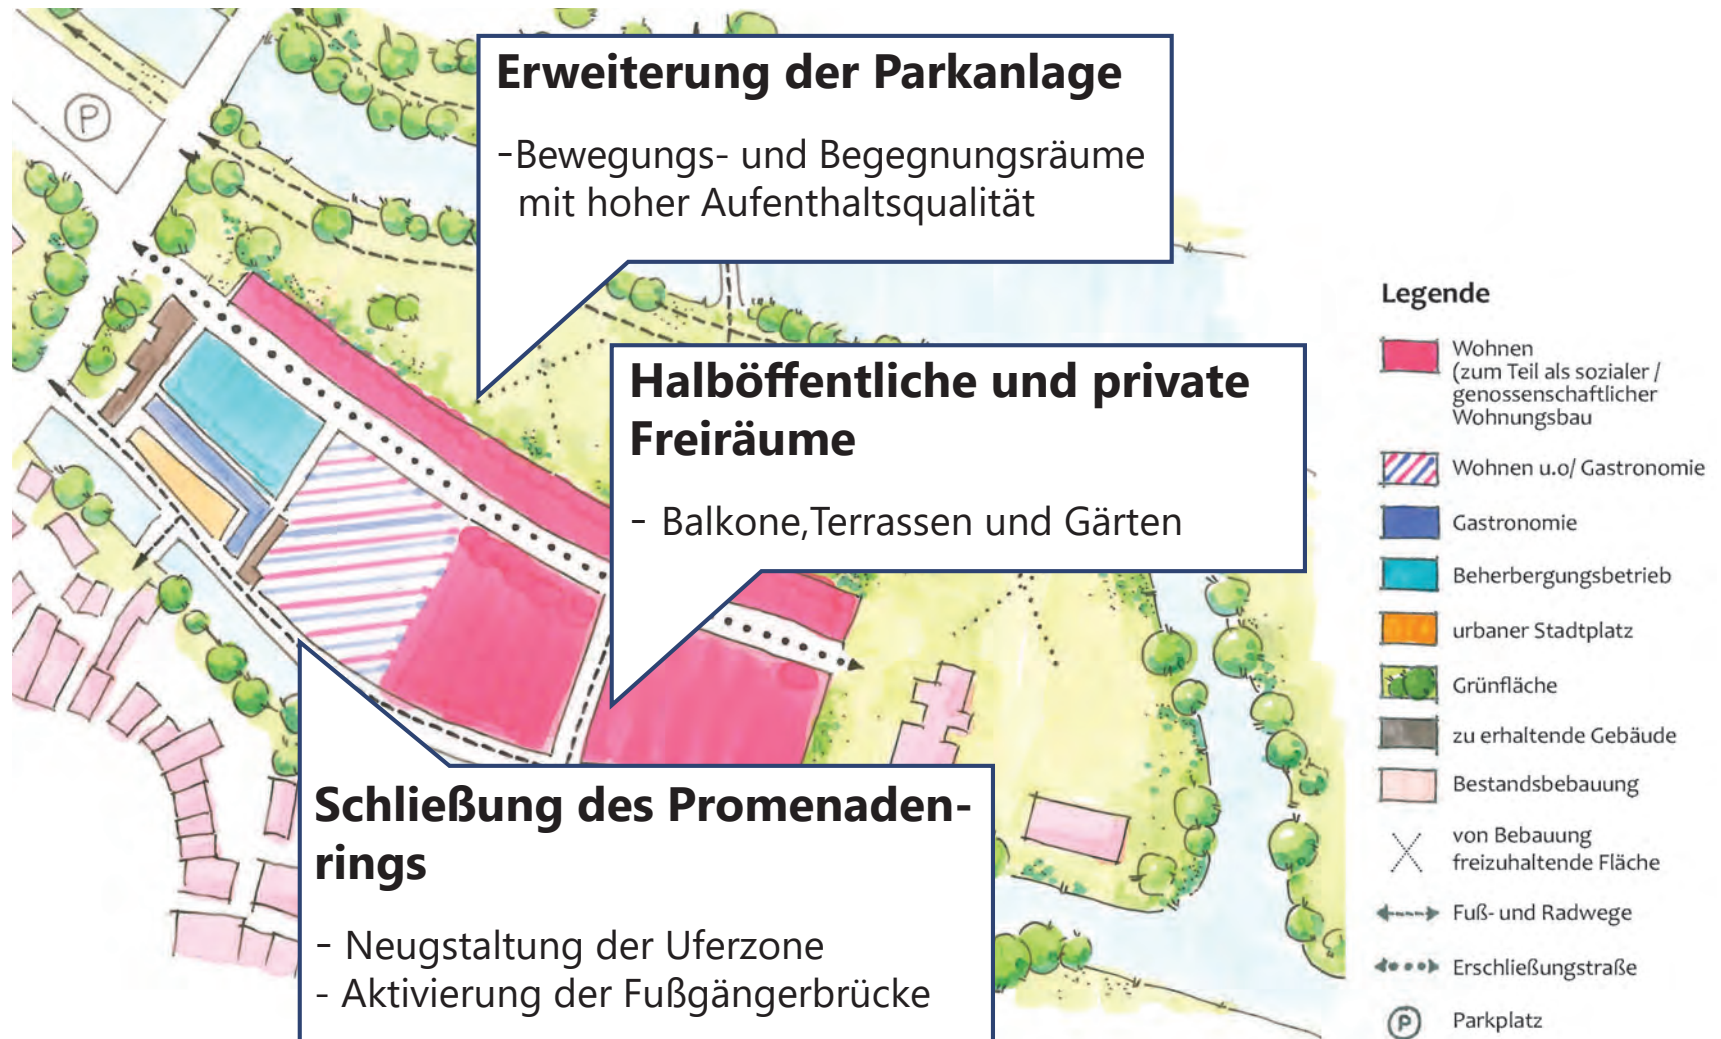 P
Erweiterung der Parkanlage
-Bewegungs- und Begegnungsräume
mit hoher Aufenthaltsqualität
Halböffentliche und private
Freiräume
- Balkone,Terrassen und Gärten
Schließung des Promenaden-
rings
- Neugstaltung der Uferzone
- Aktivierung der Fußgängerbrücke
Legende
Wohnen
(zum Teil als sozialer /
genossenschaftlicher
Wohnungsbau
Wohnen u.o/ Gastronomie
Gastronomie
Beherbergungsbetrieb
urbaner Stadtplatz
Grünfläche
zu erhaltende Gebäude
Bestandsbebauung
von Bebauung
freizuhaltende Fläche
Fuß- und Radwege
Erschließungstraße
P Parkplatz